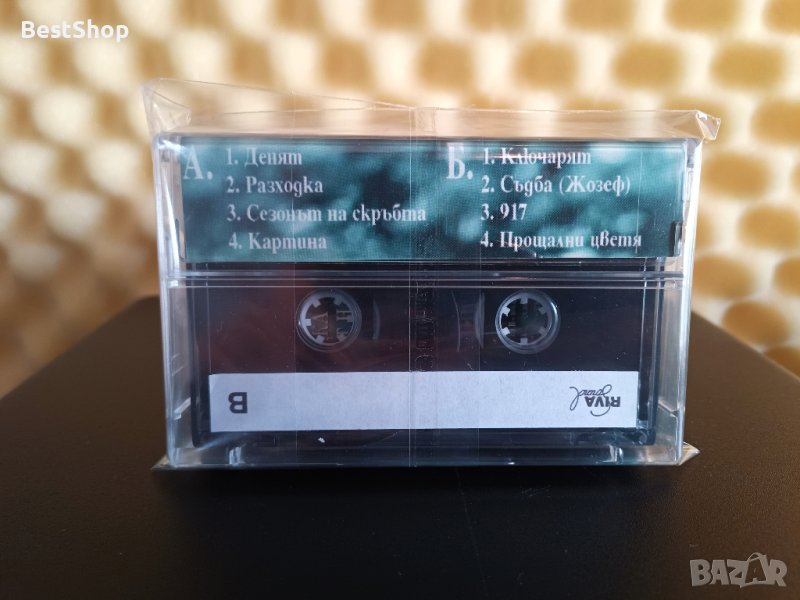 BestShop
А.
1. Денят
2. Разходка
3. Сезонът на скръбта
4. Картина
Б.
1. Ключарят
2. Съдба (Жозеф)
3. 917
4. Прощални цветя
B
RIVA
Sound
BAZAR